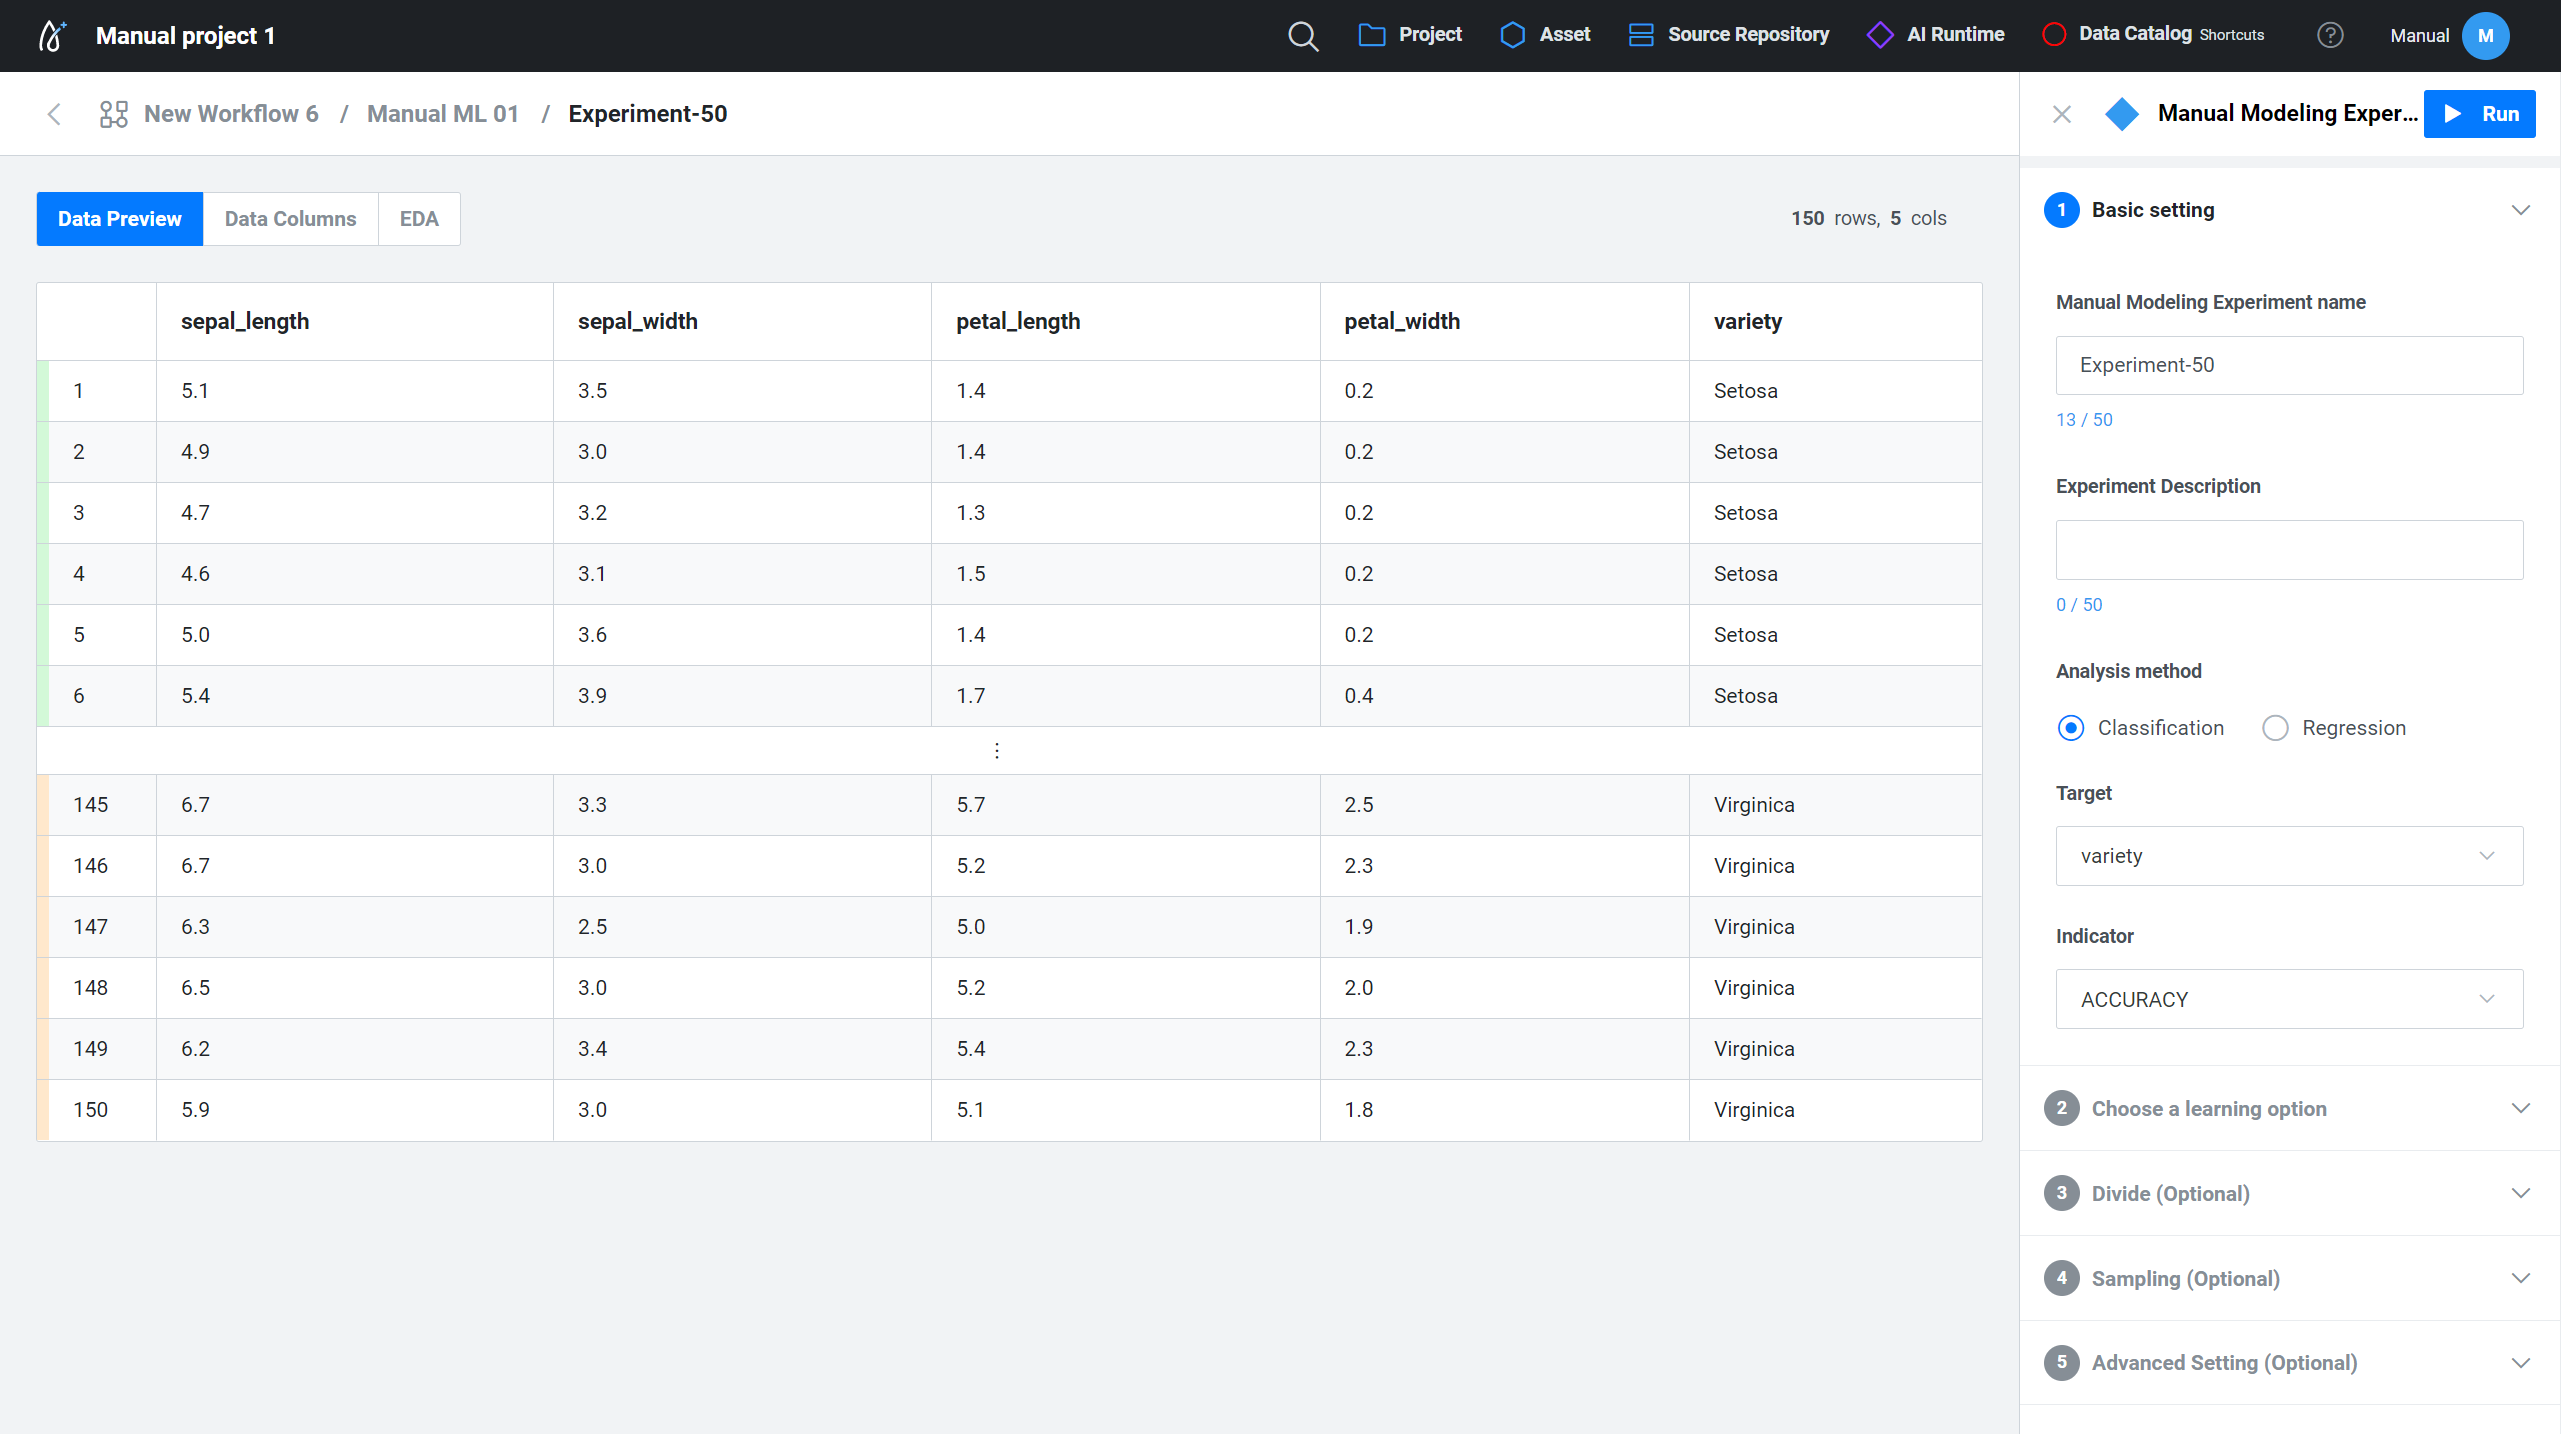 Manual project 1
Project
Asset
Source Repository
AI Runtime
Data Catalog Shortcuts
?
Manual
M
New Workflow 6 / Manual ML 01 / Experiment-50
Data Preview
Data Columns
EDA
150 rows, 5 cols
sepal_length sepal_width petal_length petal_width variety
1 5.1 3.5 1.4 0.2 Setosa
2 4.9 3.0 1.4 0.2 Setosa
3 4.7 3.2 1.3 0.2 Setosa
4 4.6 3.1 1.5 0.2 Setosa
5 5.0 3.6 1.4 0.2 Setosa
6 5.4 3.9 1.7 0.4 Setosa
⋮
145 6.7 3.3 5.7 2.5 Virginica
146 6.7 3.0 5.2 2.3 Virginica
147 6.3 2.5 5.0 1.9 Virginica
148 6.5 3.0 5.2 2.0 Virginica
149 6.2 3.4 5.4 2.3 Virginica
150 5.9 3.0 5.1 1.8 Virginica
Manual Modeling Exper...
Run
1 Basic setting
Manual Modeling Experiment name
Experiment-50
13 / 50
Experiment Description
0 / 50
Analysis method
Classification
Regression
Target
variety
Indicator
ACCURACY
2 Choose a learning option
3 Divide (Optional)
4 Sampling (Optional)
5 Advanced Setting (Optional)